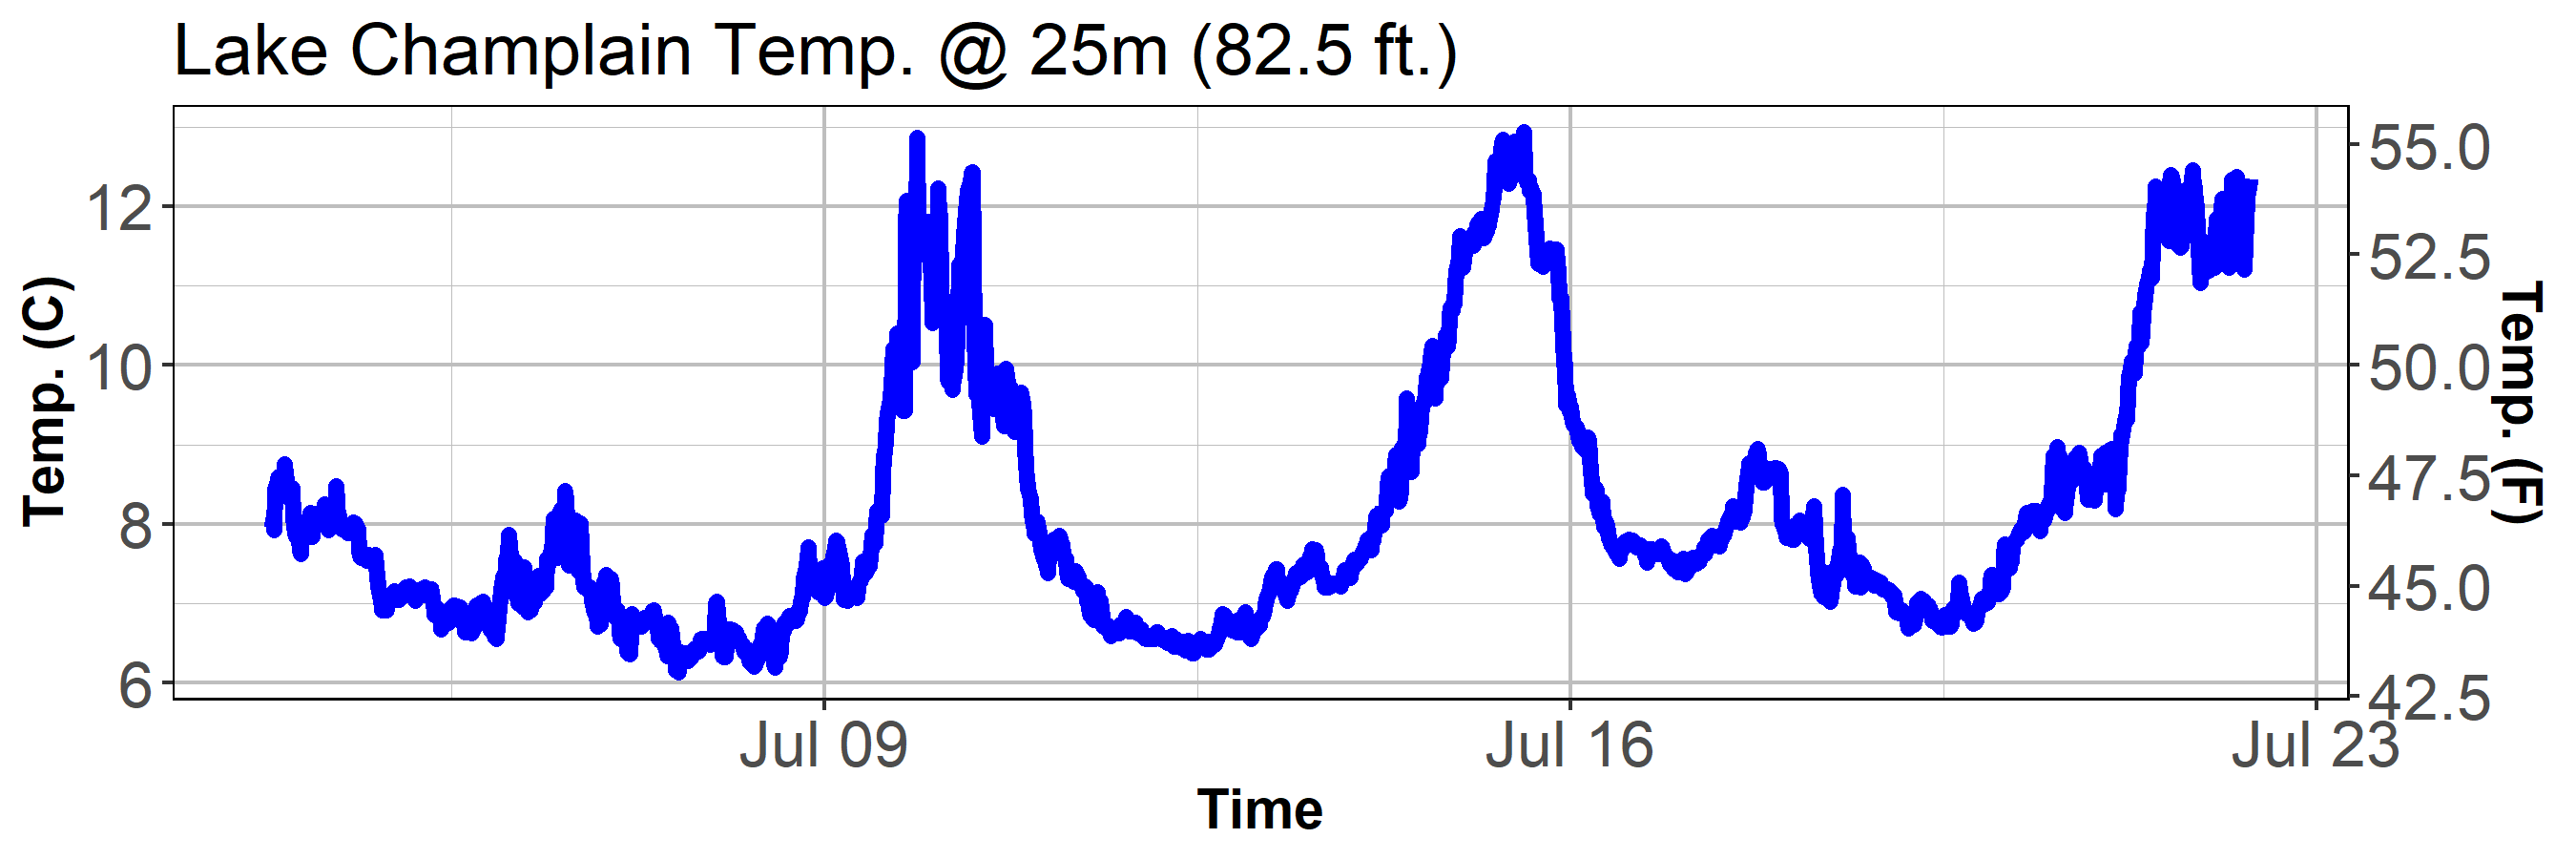 Lake Champlain Temp. @ 25m (82.5 ft.)
Temp. (C)
12
10
8
6
55.0
52.5
50.0
47.5
45.0
42.5
Temp. (F)
Jul 09 Jul 16 Jul 23
Time